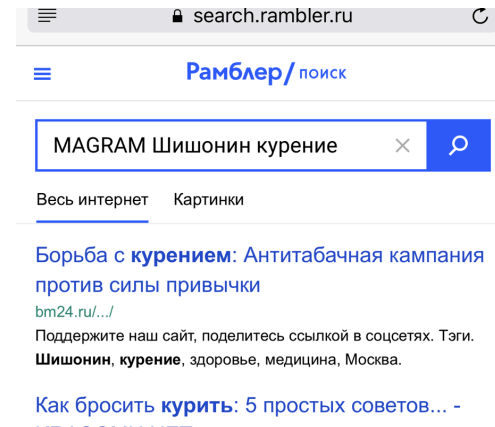 search.rambler.ru
Рамблер/ поиск
MAGRAM Шишонин курение
Весь интернет Картинки
Борьба с курением: Антитабачная кампания
против силы привычки
bm24.ru/.../
Поддержите наш сайт, поделитесь ссылкой в соцсетях. Тэги.
Шишонин, курение, здоровье, медицина, Москва.
Как бросить курить: 5 простых советов... -